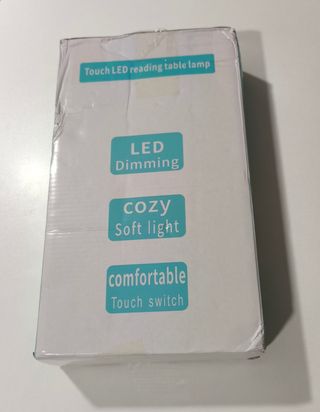 Touch LED reading table lamp
LED
Dimming
cozy
Soft light
comfortable
Touch switch